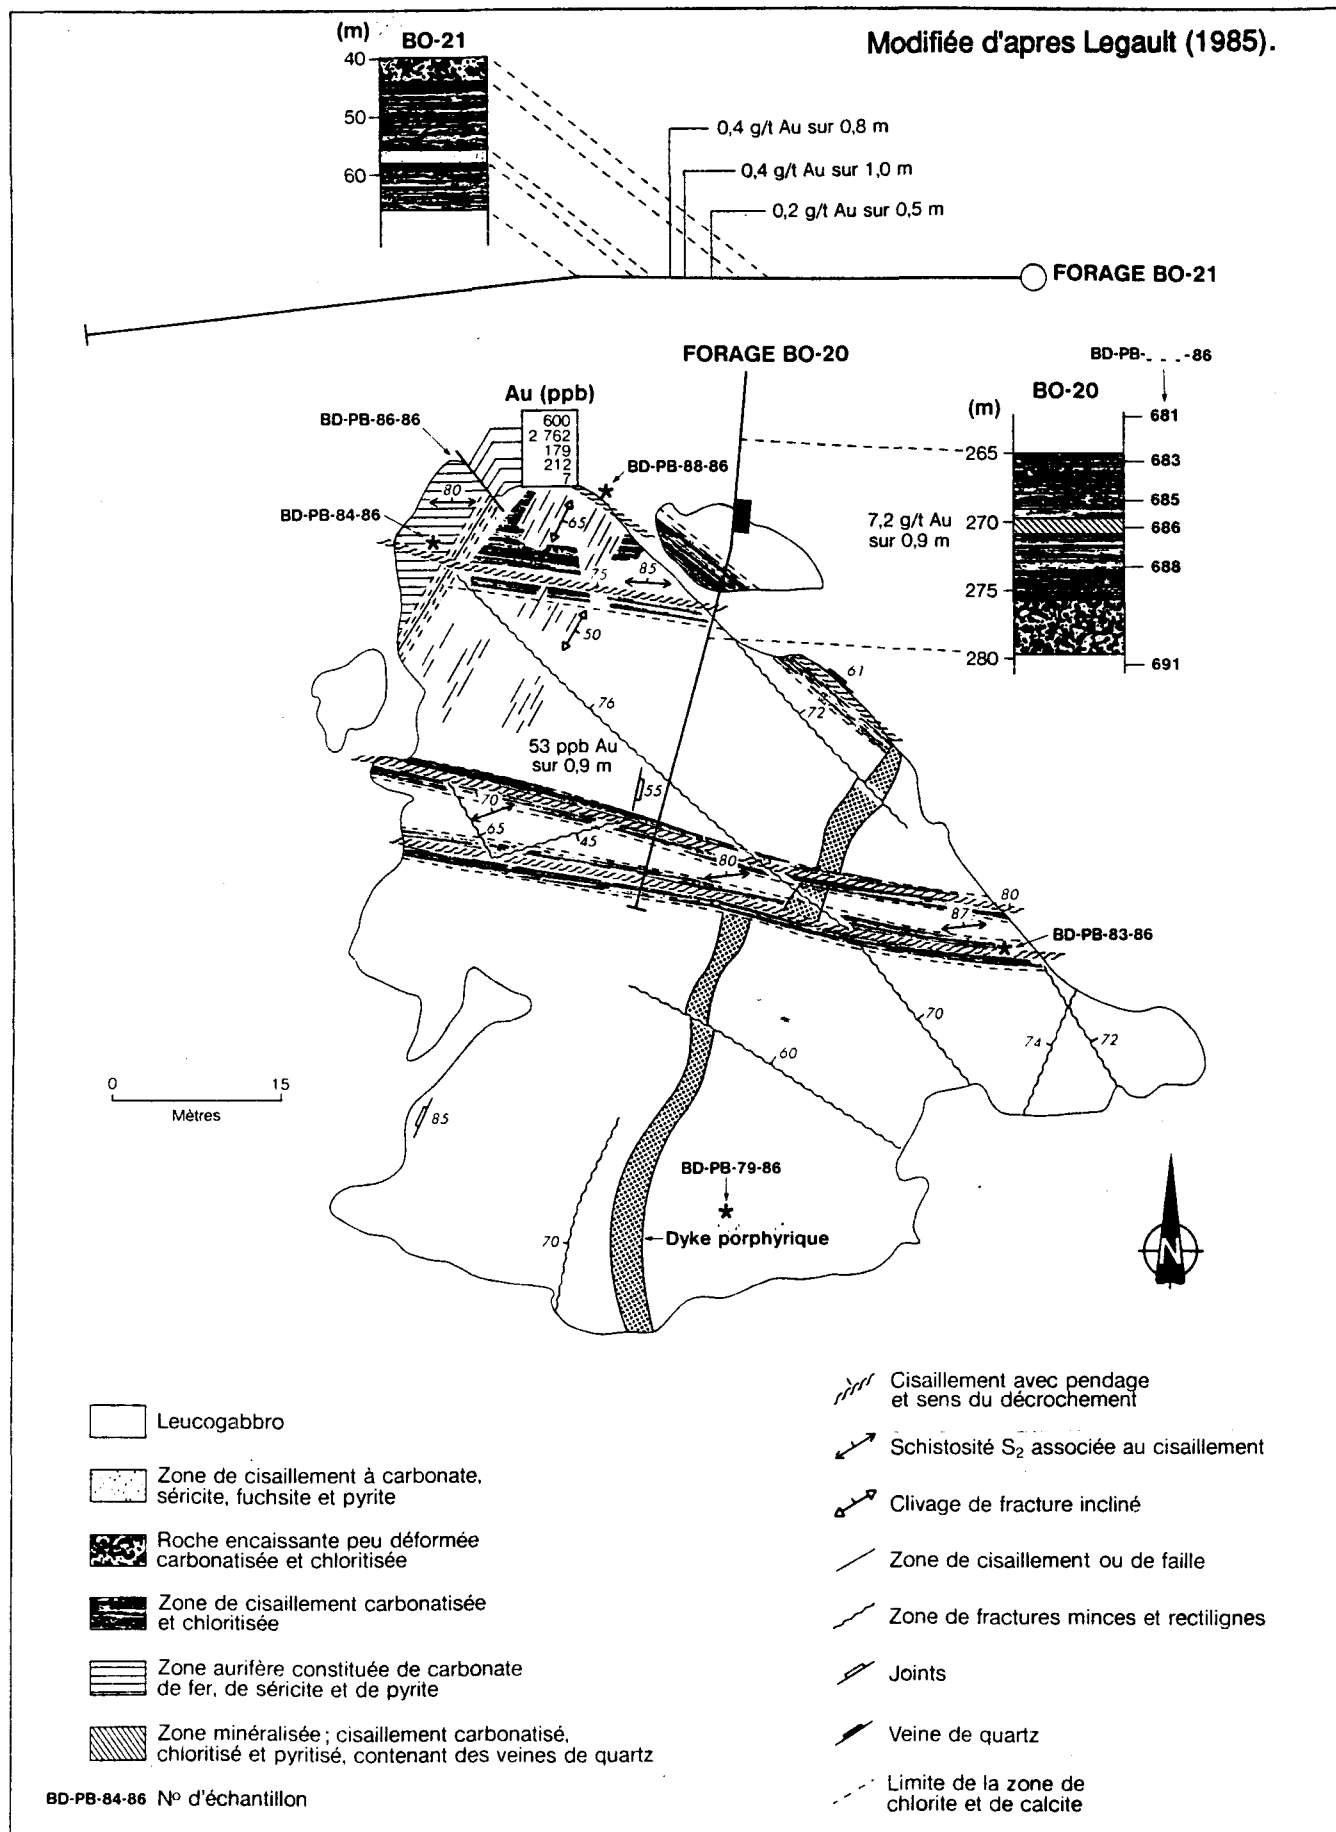 Modifiée d'apres Legault (1985).
(m)
BO-21
40
50
60
0,4 g/t Au sur 0,8 m
0,4 g/t Au sur 1,0 m
0,2 g/t Au sur 0,5 m
FORAGE BO-21
FORAGE BO-20
BD-PB-_ _ _-86
BO-20
(m)
265
270
275
280
681
683
685
686
688
691
7,2 g/t Au
sur 0,9 m
Au (ppb)
600
2 762
179
212
7
BD-PB-86-86
BD-PB-88-86
BD-PB-84-86
80
65
75
85
50
61
76
72
53 ppb Au
sur 0,9 m
55
70
65
45
80
80
87
BD-PB-83-86
70
74
72
60
0
15
Mètres
85
BD-PB-79-86
70
Dyke porphyrique
N
Leucogabbro
Zone de cisaillement à carbonate,
séricite, fuchsite et pyrite
Roche encaissante peu déformée
carbonatisée et chloritisée
Zone de cisaillement carbonatisée
et chloritisée
Zone aurifère constituée de carbonate
de fer, de séricite et de pyrite
Zone minéralisée; cisaillement carbonatisé,
chloritisé et pyritisé, contenant des veines de quartz
BD-PB-84-86 Nº d'échantillon
Cisaillement avec pendage
et sens du décrochement
Schistosité S₂ associée au cisaillement
Clivage de fracture incliné
Zone de cisaillement ou de faille
Zone de fractures minces et rectilignes
Joints
Veine de quartz
Limite de la zone de
chlorite et de calcite